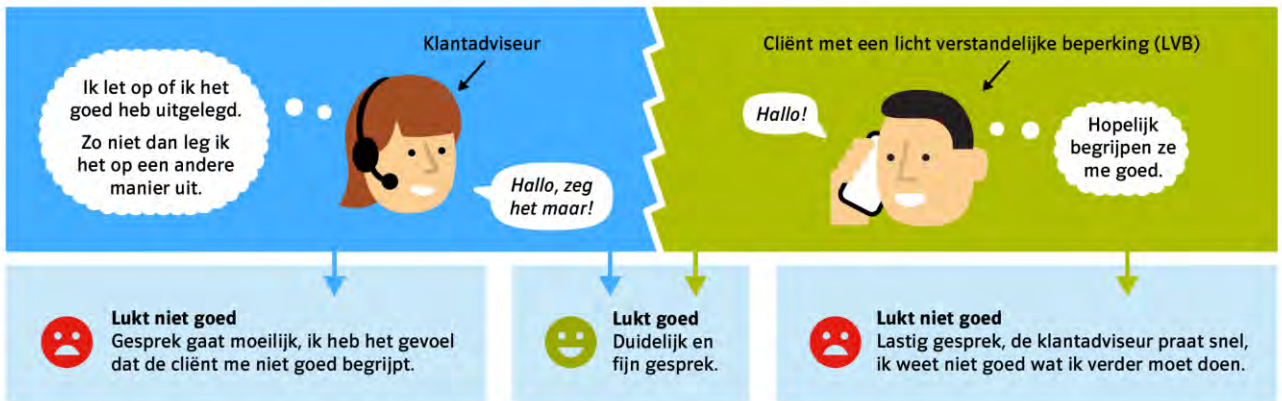 Klantadviseur
Ik let op of ik het
goed heb uitgelegd.
Zo niet dan leg ik
het op een andere
manier uit.
Hallo, zeg
het maar!
Cliënt met een licht verstandelijke beperking (LVB)
Hallo!
Hopelijk
begrijpen ze
me goed.
Lukt niet goed
Gesprek gaat moeilijk, ik heb het gevoel
dat de cliënt me niet goed begrijpt.
Lukt goed
Duidelijk en
fijn gesprek.
Lukt niet goed
Lastig gesprek, de klantadviseur praat snel,
ik weet niet goed wat ik verder moet doen.